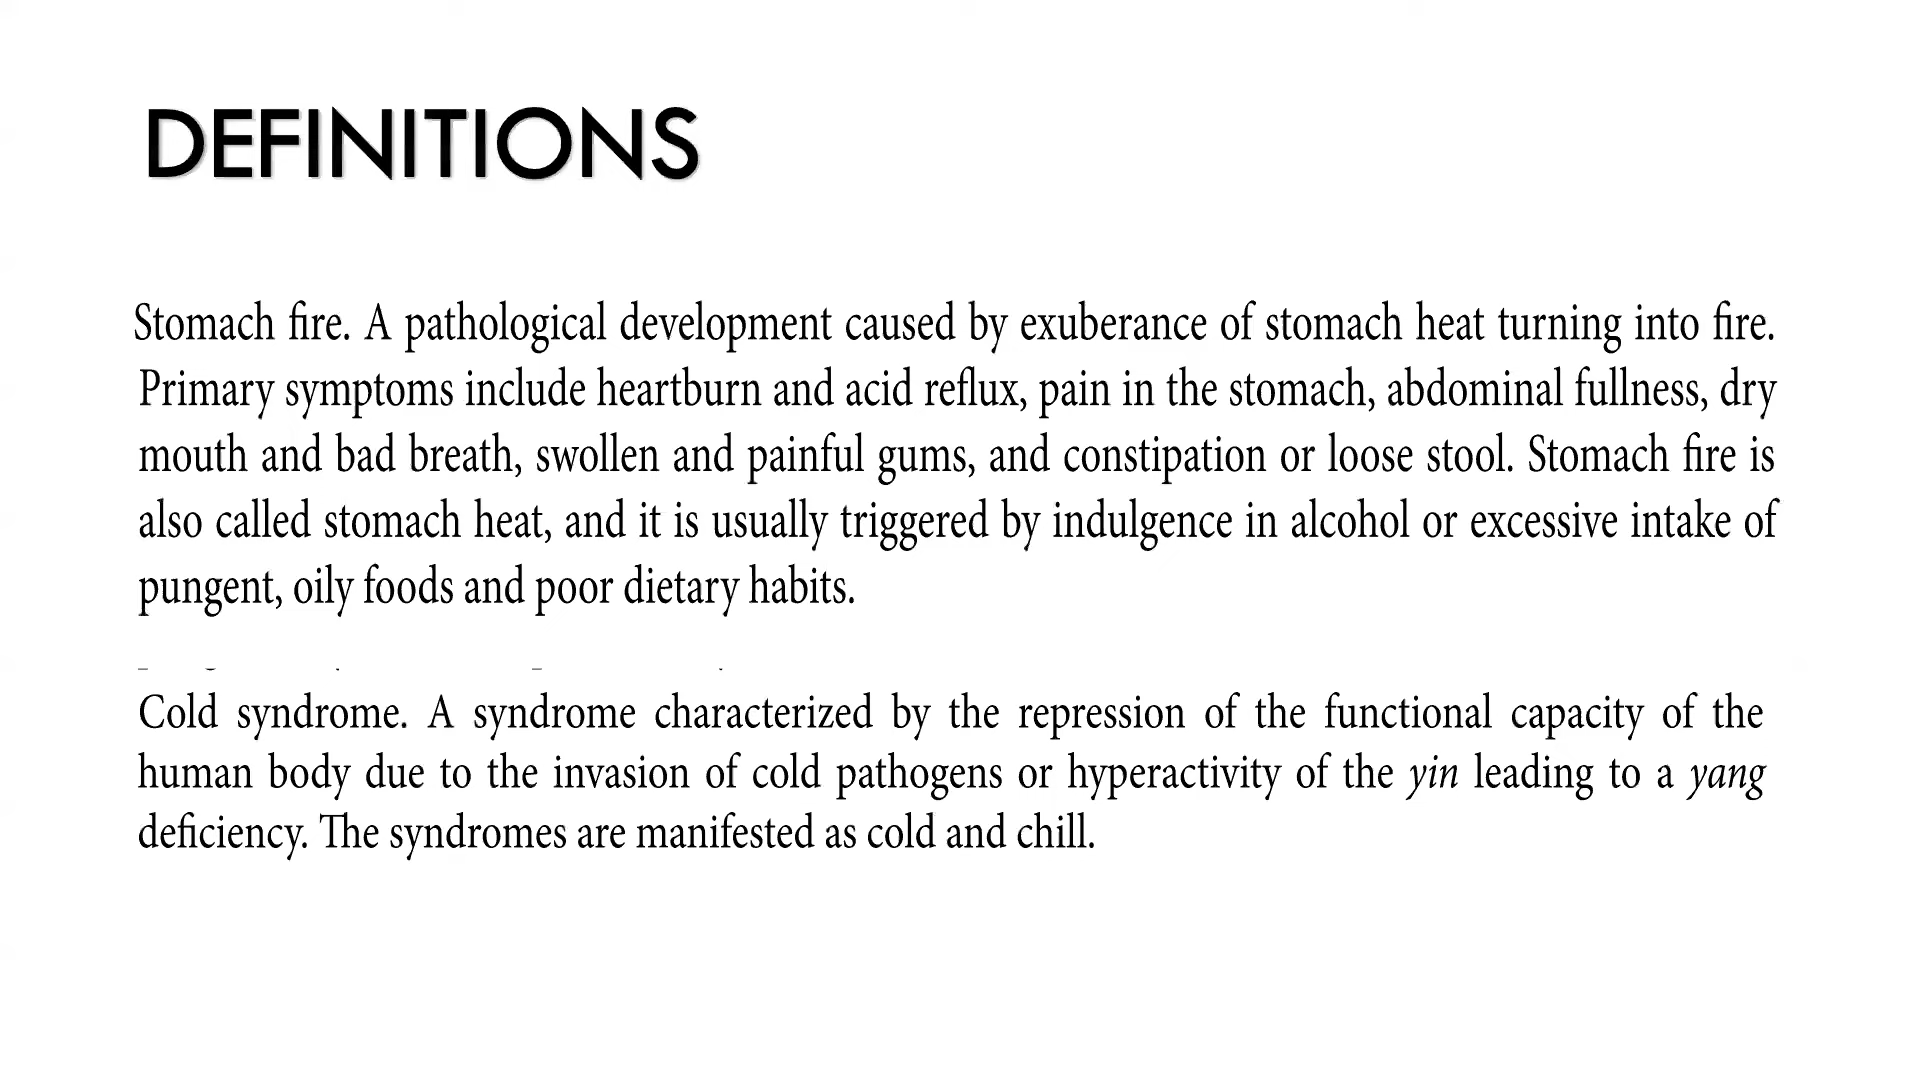 DEFINITIONS
Stomach fire. A pathological development caused by exuberance of stomach heat turning into fire.
Primary symptoms include heartburn and acid reflux, pain in the stomach, abdominal fullness, dry
mouth and bad breath, swollen and painful gums, and constipation or loose stool. Stomach fire is
also called stomach heat, and it is usually triggered by indulgence in alcohol or excessive intake of
pungent, oily foods and poor dietary habits.
Cold syndrome. A syndrome characterized by the repression of the functional capacity of the
human body due to the invasion of cold pathogens or hyperactivity of the yin leading to a yang
deficiency. The syndromes are manifested as cold and chill.